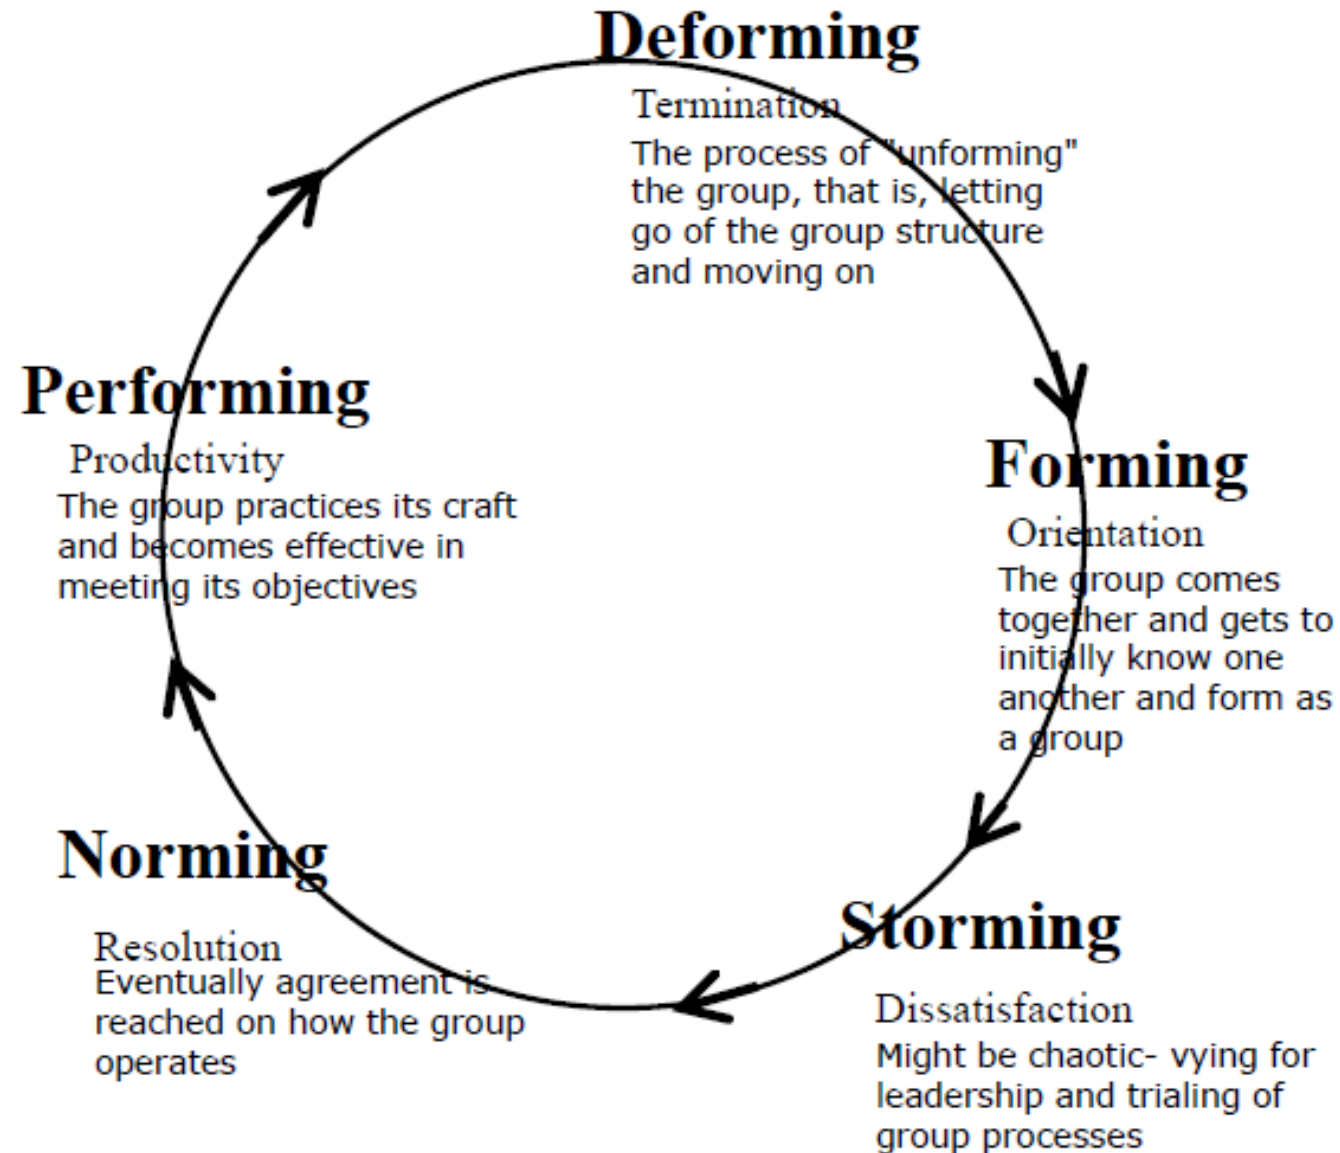 Deforming
Termination
The process of "unforming"
the group, that is, letting
go of the group structure
and moving on
Performing
Productivity
The group practices its craft
and becomes effective in
meeting its objectives
Forming
Orientation
The group comes
together and gets to
initially know one
another and form as
a group
Norming
Resolution
Eventually agreement is
reached on how the group
operates
Storming
Dissatisfaction
Might be chaotic- vying for
leadership and trialing of
group processes